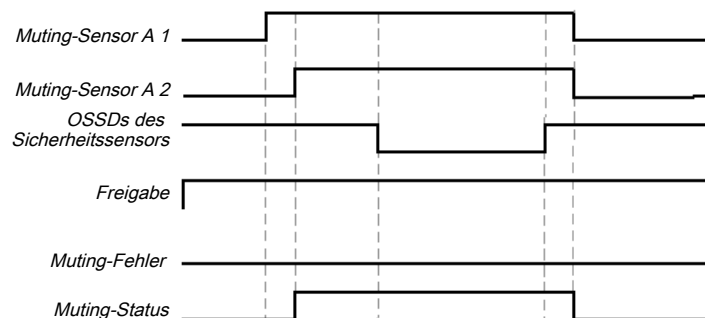 Muting-Sensor A 1
Muting-Sensor A 2
OSSDs des
Sicherheitssensors
Freigabe
Muting-Fehler
Muting-Status